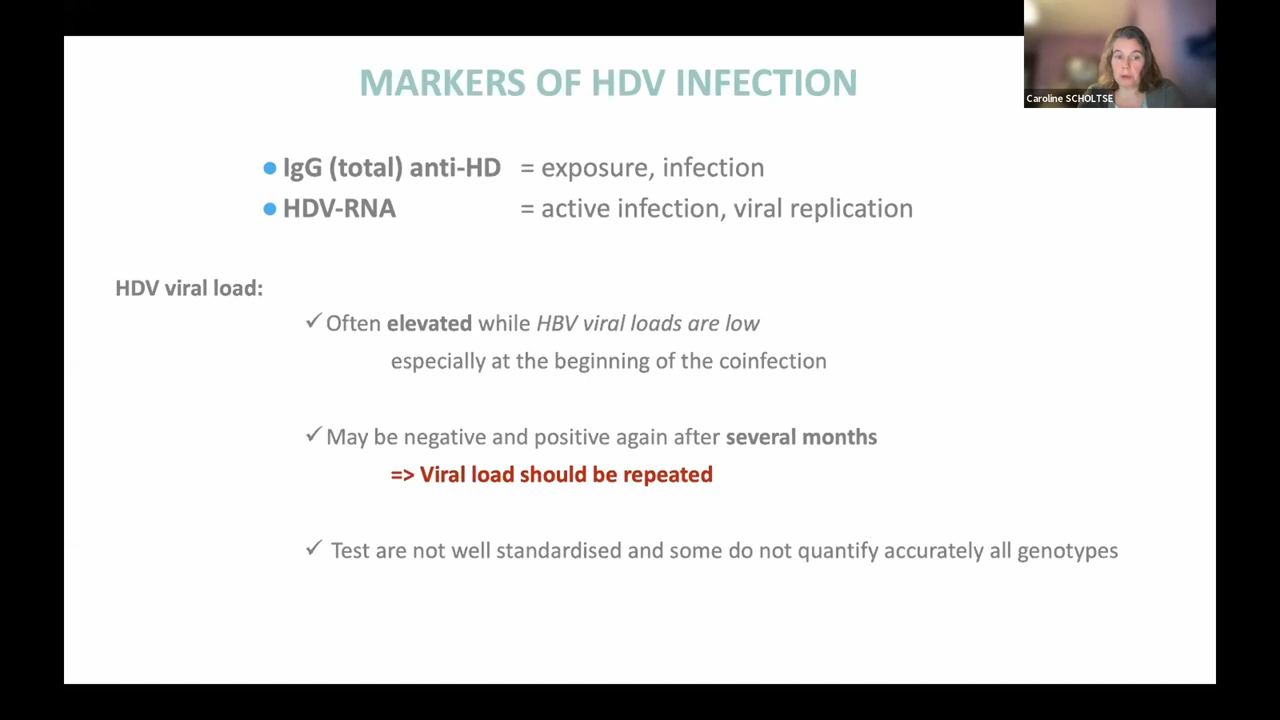 MARKERS OF HDV INFECTION
Caroline SCHOLTSE
● IgG (total) anti-HD = exposure, infection
● HDV-RNA = active infection, viral replication
HDV viral load:
✓ Often elevated while HBV viral loads are low
especially at the beginning of the coinfection
✓ May be negative and positive again after several months
=> Viral load should be repeated
✓ Test are not well standardised and some do not quantify accurately all genotypes